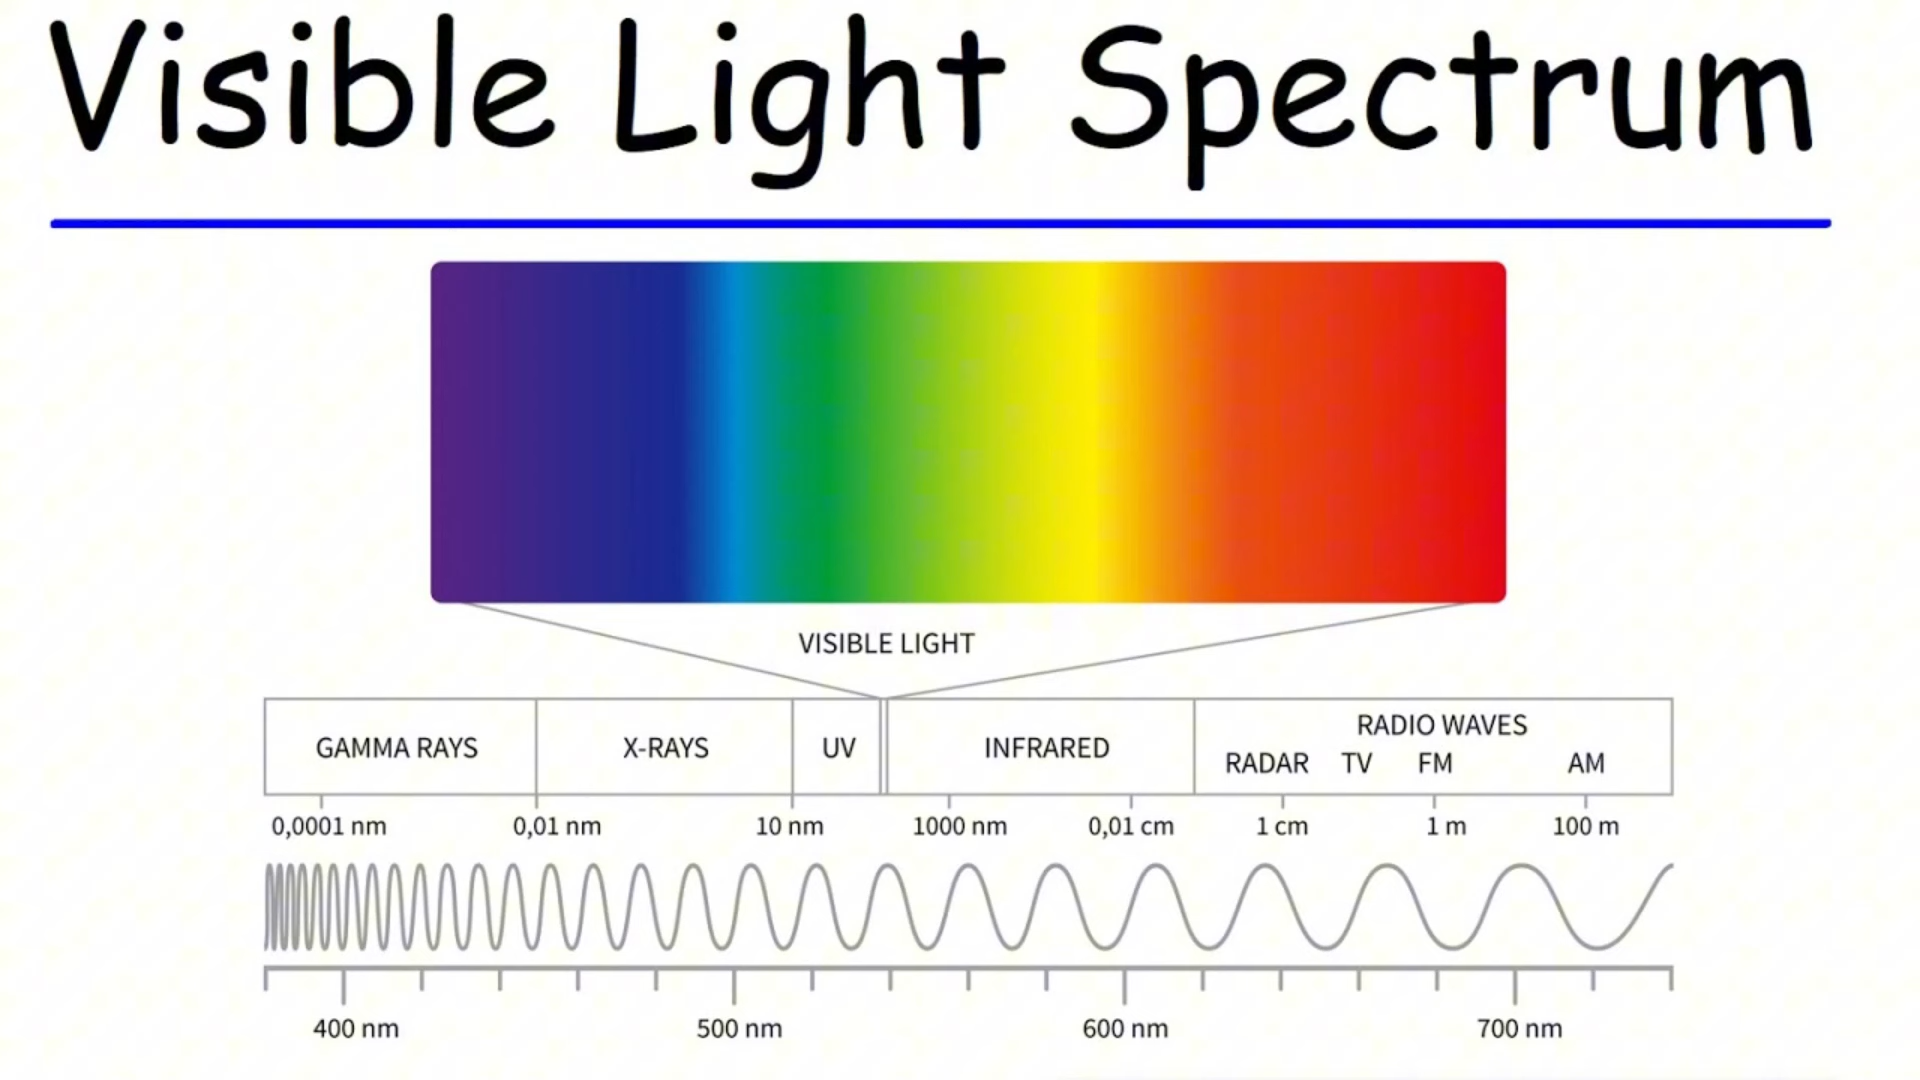 Visible Light Spectrum
VISIBLE LIGHT
GAMMA RAYS X-RAYS UV INFRARED RADIO WAVES
RADAR TV FM AM
0,0001 nm 0,01 nm 10 nm 1000 nm 0,01 cm 1 cm 1 m 100 m
400 nm 500 nm 600 nm 700 nm